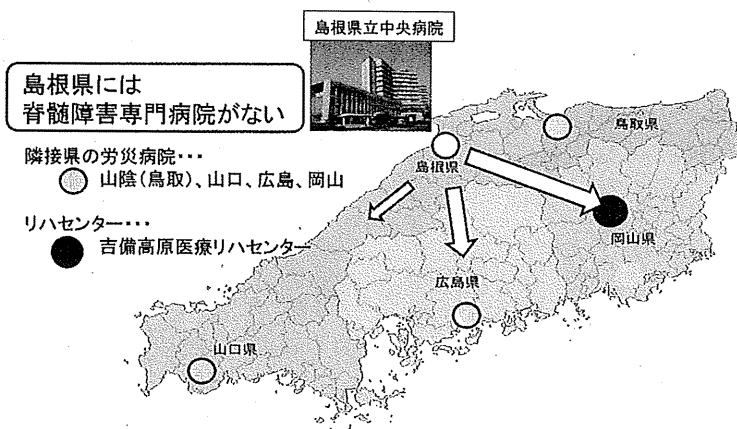 島根県立中央病院
島根県には
脊髄障害専門病院がない
隣接県の労災病院･･･
山陰(鳥取)、山口、広島、岡山
リハセンター･･･
吉備高原医療リハセンター
鳥取県
島根県
岡山県
広島県
山口県